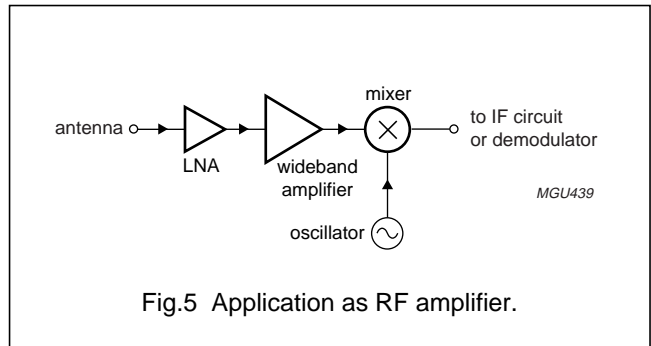 mixer
antenna
to IF circuit
or demodulator
LNA
wideband
amplifier
MGU439
oscillator
Fig.5 Application as RF amplifier.